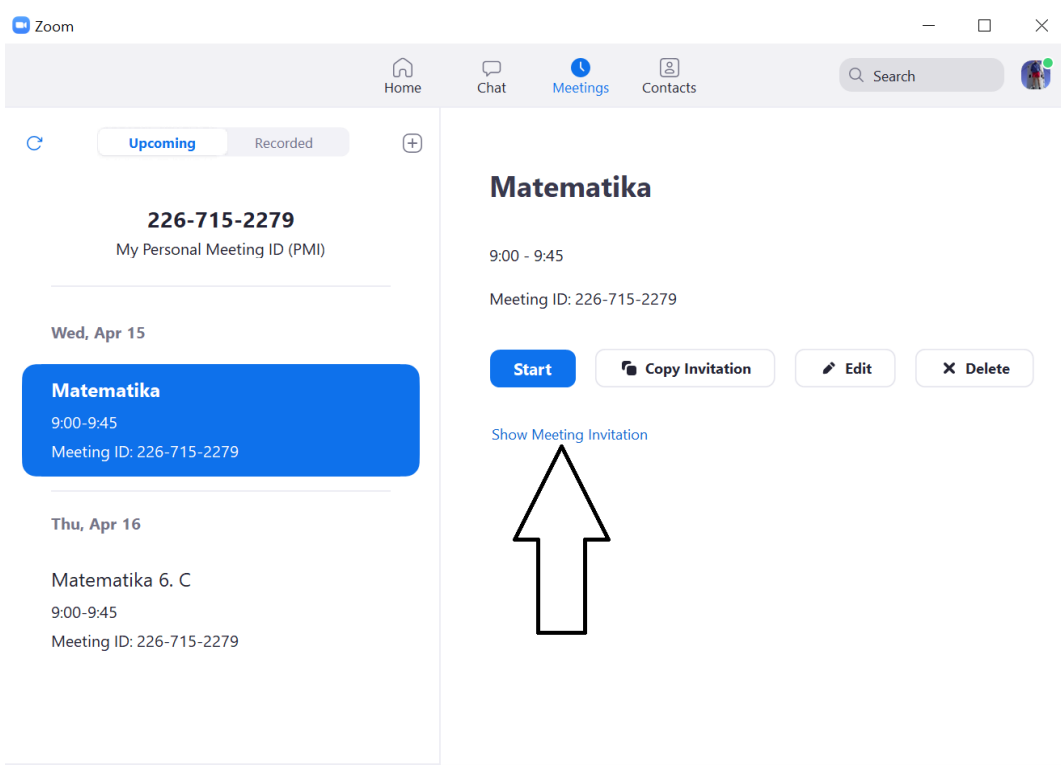 Zoom
Home
Chat
Meetings
Contacts
Search
Upcoming
Recorded
226-715-2279
My Personal Meeting ID (PMI)
Wed, Apr 15
Matematika
9:00-9:45
Meeting ID: 226-715-2279
Thu, Apr 16
Matematika 6. C
9:00-9:45
Meeting ID: 226-715-2279
Matematika
9:00 - 9:45
Meeting ID: 226-715-2279
Start
Copy Invitation
Edit
Delete
Show Meeting Invitation